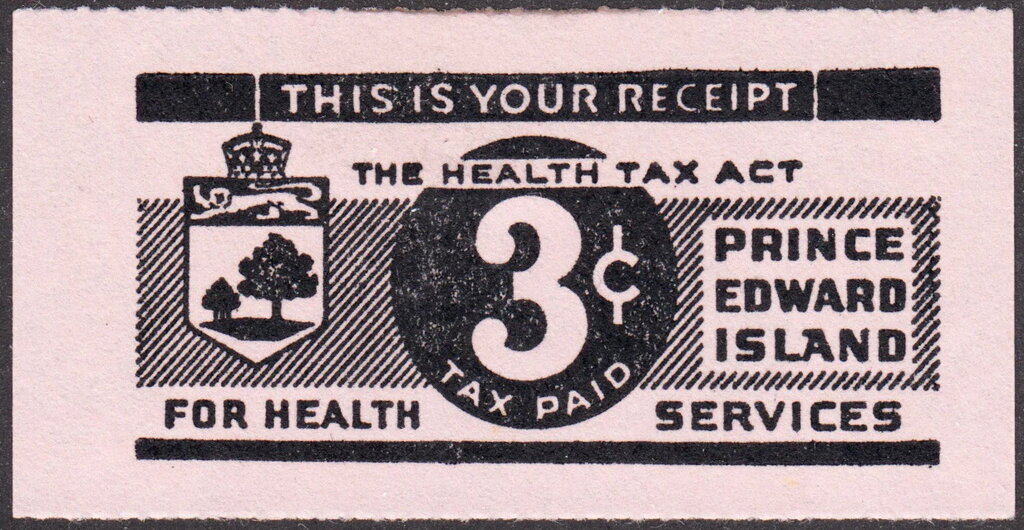 THIS IS YOUR RECEIPT
THE HEALTH TAX ACT
3¢
TAX PAID
PRINCE
EDWARD
ISLAND
FOR HEALTH SERVICES